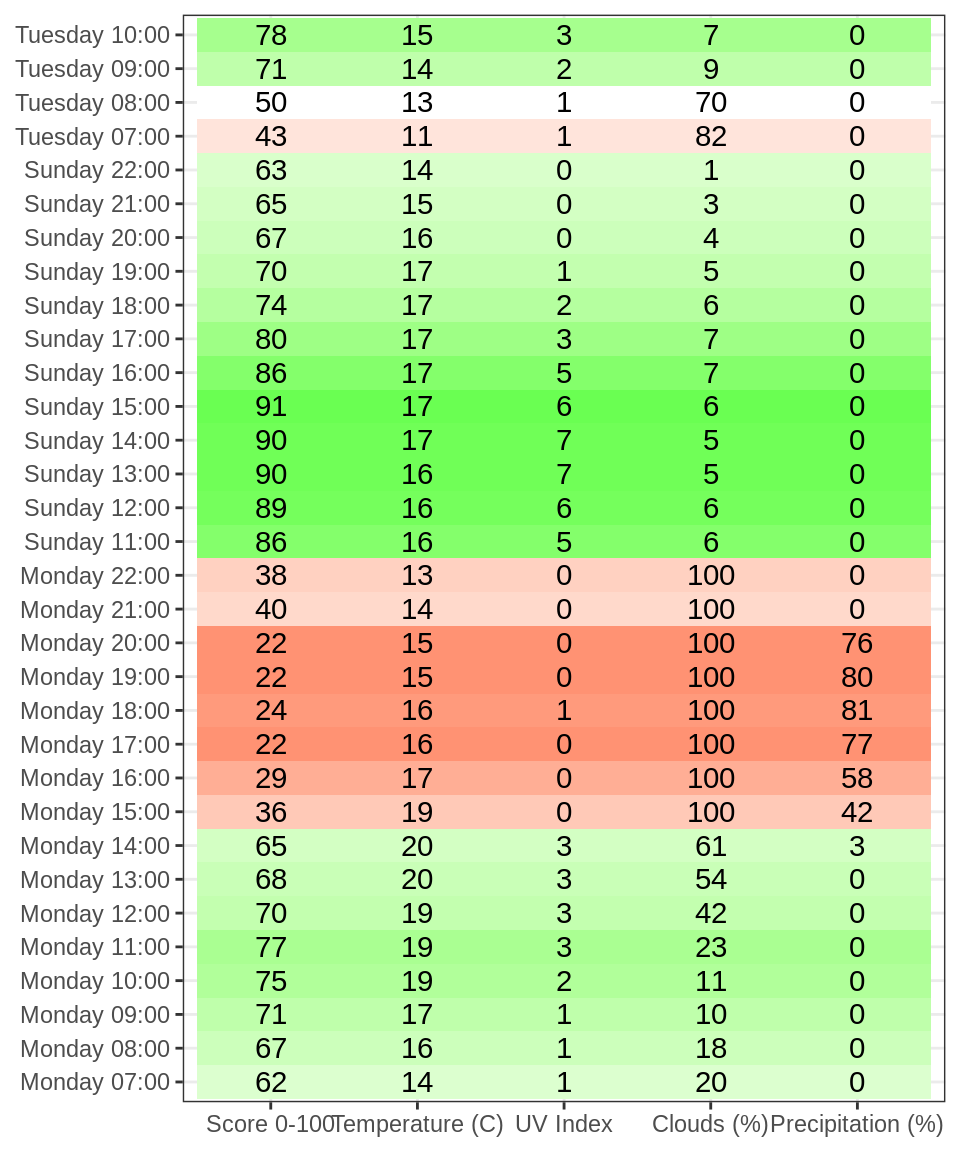 Tuesday 10:00 78 15 3 7 0
Tuesday 09:00 71 14 2 9 0
Tuesday 08:00 50 13 1 70 0
Tuesday 07:00 43 11 1 82 0
Sunday 22:00 63 14 0 1 0
Sunday 21:00 65 15 0 3 0
Sunday 20:00 67 16 0 4 0
Sunday 19:00 70 17 1 5 0
Sunday 18:00 74 17 2 6 0
Sunday 17:00 80 17 3 7 0
Sunday 16:00 86 17 5 7 0
Sunday 15:00 91 17 6 6 0
Sunday 14:00 90 17 7 5 0
Sunday 13:00 90 16 7 5 0
Sunday 12:00 89 16 6 6 0
Sunday 11:00 86 16 5 6 0
Monday 22:00 38 13 0 100 0
Monday 21:00 40 14 0 100 0
Monday 20:00 22 15 0 100 76
Monday 19:00 22 15 0 100 80
Monday 18:00 24 16 1 100 81
Monday 17:00 22 16 0 100 77
Monday 16:00 29 17 0 100 58
Monday 15:00 36 19 0 100 42
Monday 14:00 65 20 3 61 3
Monday 13:00 68 20 3 54 0
Monday 12:00 70 19 3 42 0
Monday 11:00 77 19 3 23 0
Monday 10:00 75 19 2 11 0
Monday 09:00 71 17 1 10 0
Monday 08:00 67 16 1 18 0
Monday 07:00 62 14 1 20 0
Score 0-100 Temperature (C) UV Index Clouds (%) Precipitation (%)